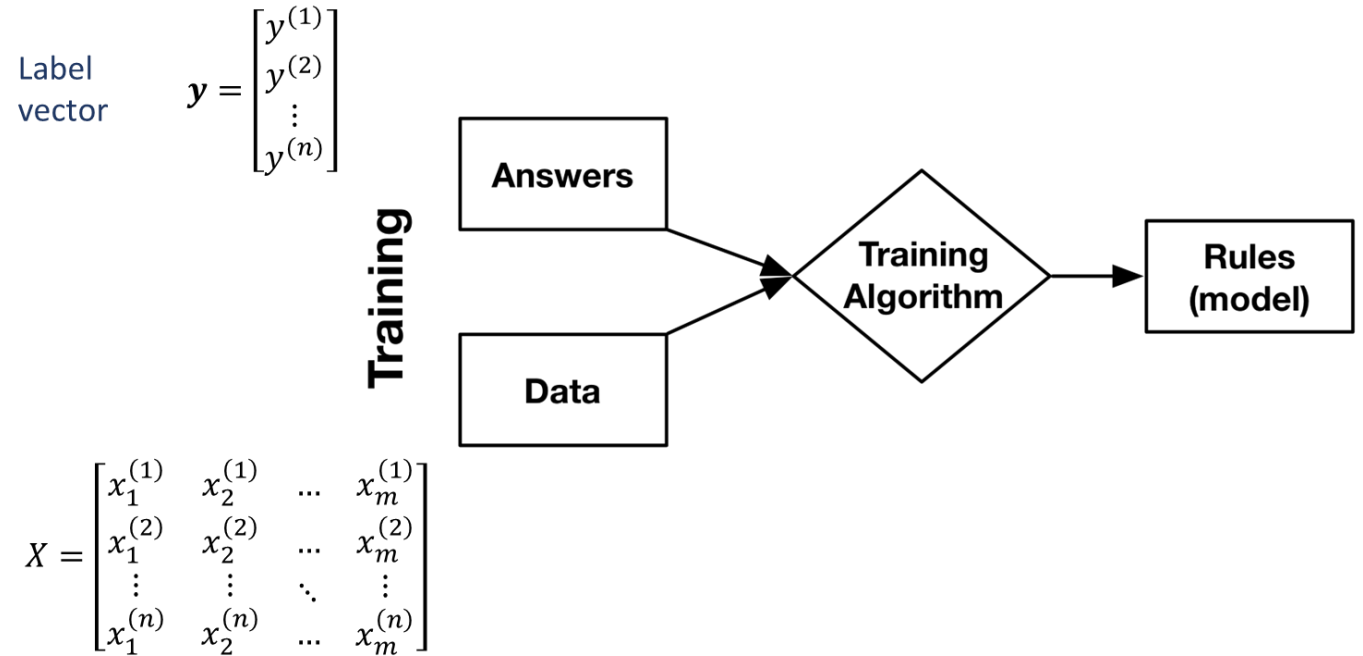 Label
vector
y = [y^(1)
y^(2)
⋮
y^(n)]
Training
Answers
Data
Training
Algorithm
Rules
(model)
X = [x_1^(1) x_2^(1) ... x_m^(1)
x_1^(2) x_2^(2) ... x_m^(2)
⋮ ⋮ ⋱ ⋮
x_1^(n) x_2^(n) ... x_m^(n)]